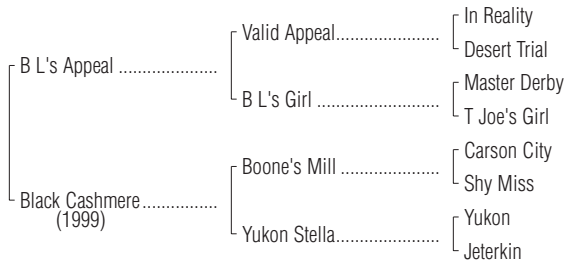 In Reality
Valid Appeal
Desert Trial
B L's Appeal
Master Derby
B L's Girl
T Joe's Girl
Carson City
Boone's Mill
Shy Miss
Black Cashmere
(1999)
Yukon
Yukon Stella
Jeterkin